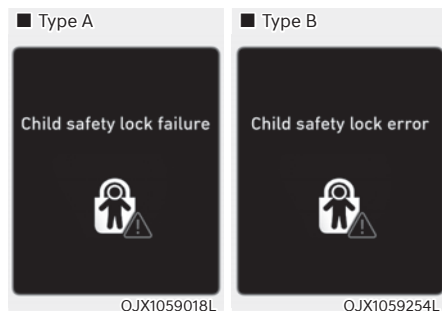 ■ Type A
Child safety lock failure
OJX1059018L
■ Type B
Child safety lock error
OJX1059254L